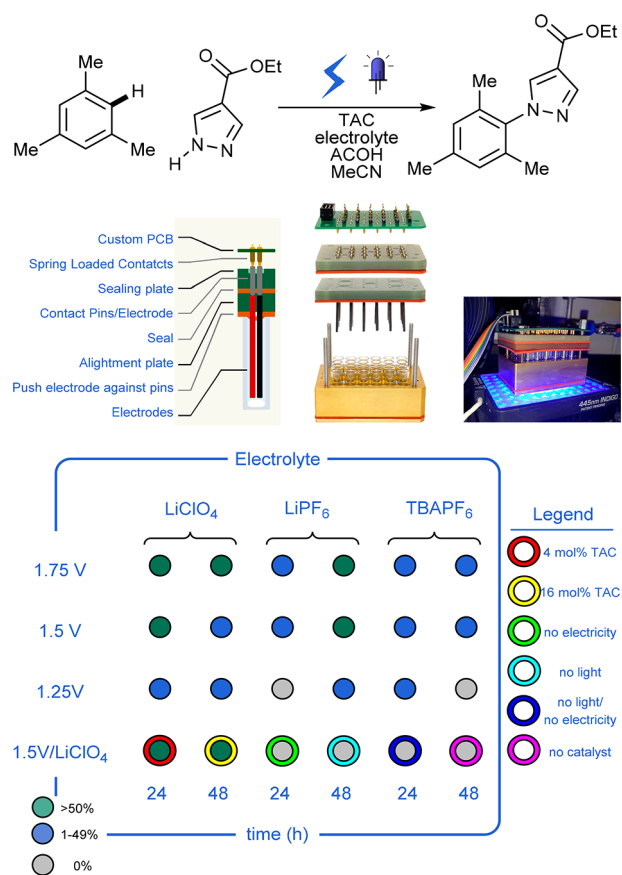 Me
H
Me
Me
O
OEt
N
N
H
TAC
electrolyte
ACOH
MeCN
O
OEt
Me
N
N
Me
Me
Custom PCB
Spring Loaded Contatcts
Sealing plate
Contact Pins/Electrode
Seal
Alightment plate
Push electrode against pins
Electrodes
445nm INDIGO
Electrolyte
LiClO4
LiPF6
TBAPF6
1.75 V
1.5 V
1.25V
1.5V/LiClO4
24
48
24
48
24
48
time (h)
>50%
1-49%
0%
Legend
4 mol% TAC
16 mol% TAC
no electricity
no light
no light/
no electricity
no catalyst